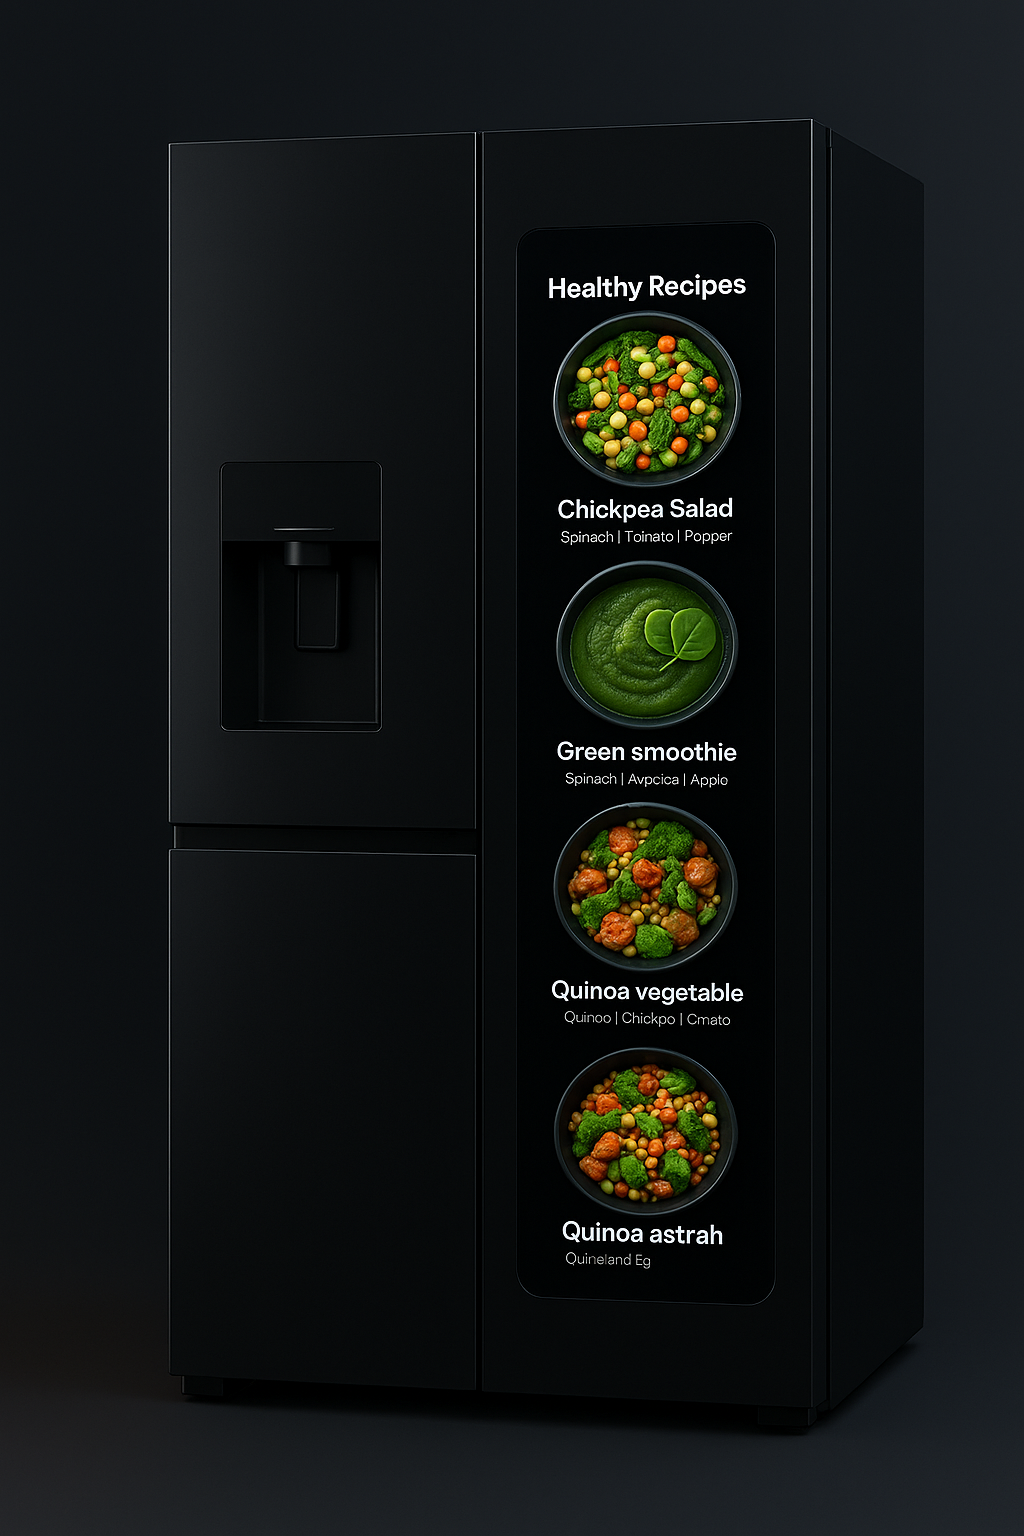 Healthy Recipes
Chickpea Salad
Spinach | Toinato | Popper
Green smoothie
Spinach | Avpcica | Applo
Quinoa vegetable
Quinoo | Chickpo | Cmato
Quinoa astrah
Quineland Eg